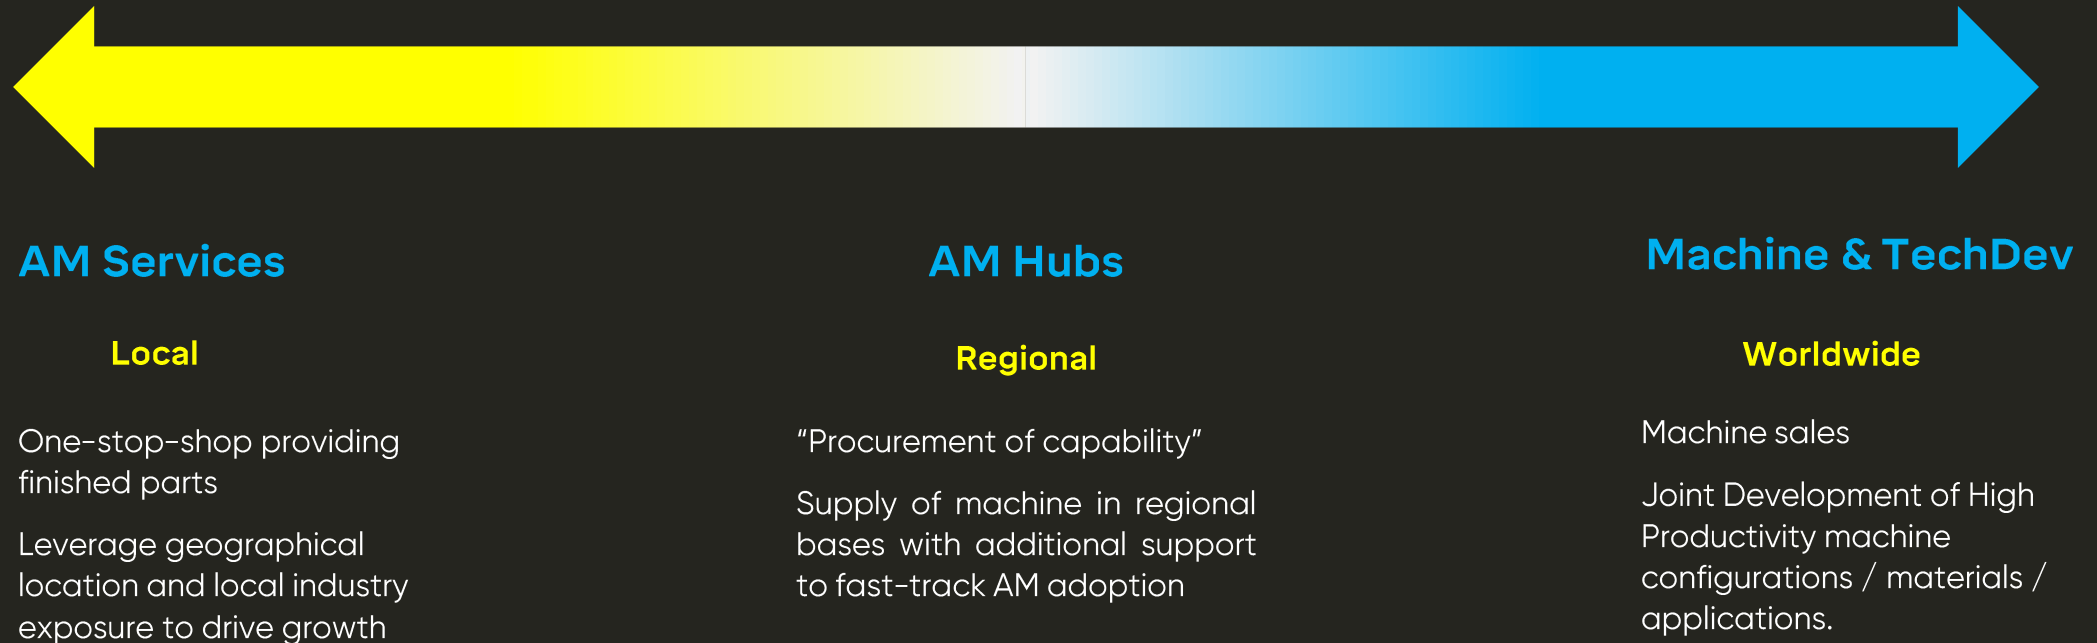 AM Services
Local
One-stop-shop providing
finished parts
Leverage geographical
location and local industry
exposure to drive growth
AM Hubs
Regional
“Procurement of capability”
Supply of machine in regional
bases with additional support
to fast-track AM adoption
Machine & TechDev
Worldwide
Machine sales
Joint Development of High
Productivity machine
configurations / materials /
applications.